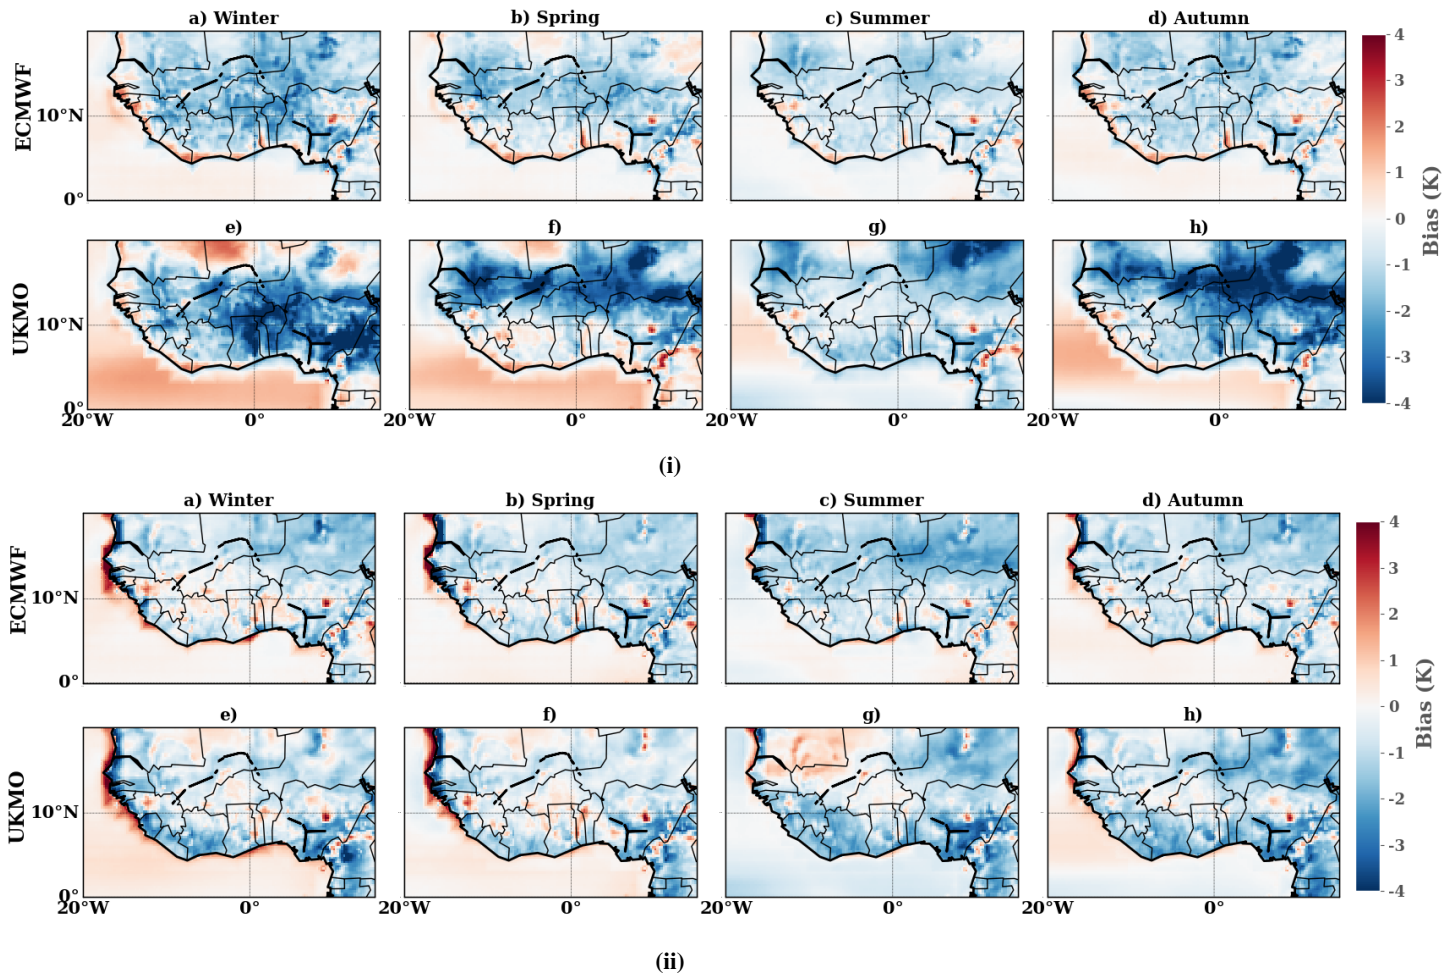 a) Winter b) Spring c) Summer d) Autumn
ECMWF
10°N
0°
4
3
2
1
0
-1
-2
-3
-4
Bias (K)
e) f) g) h)
UKMO
10°N
0°
20°W 0° 20°W 0° 20°W 0° 20°W 0°
(i)
a) Winter b) Spring c) Summer d) Autumn
ECMWF
10°N
0°
4
3
2
1
0
-1
-2
-3
-4
Bias (K)
e) f) g) h)
UKMO
10°N
0°
20°W 0° 20°W 0° 20°W 0° 20°W 0°
(ii)